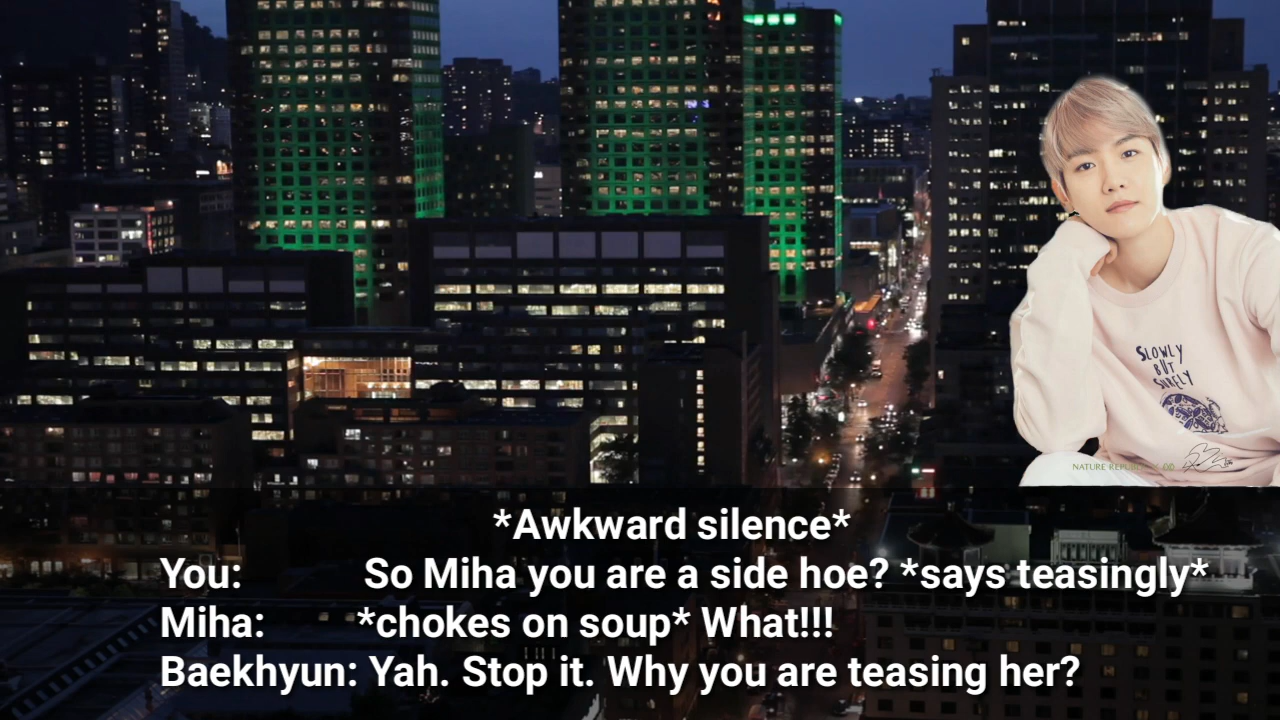 SLOWLY
BUT
SURELY
NATURE REPUBLIC
*Awkward silence*
You: So Miha you are a side hoe? *says teasingly*
Miha: *chokes on soup* What!!!
Baekhyun: Yah. Stop it. Why you are teasing her?